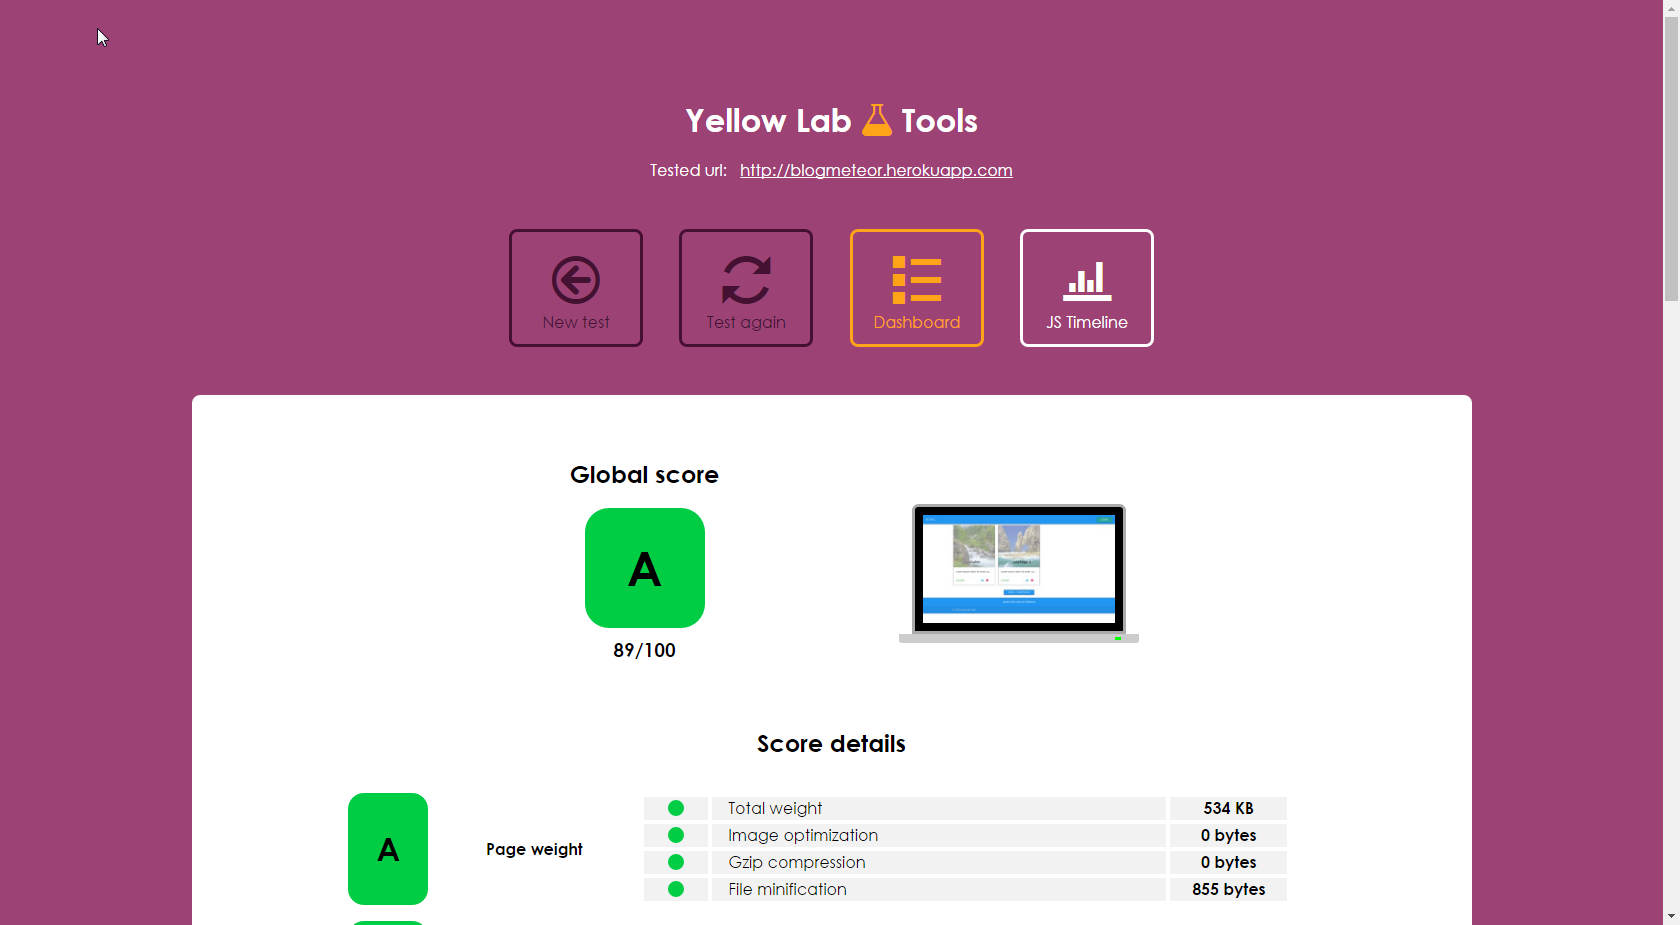 Yellow Lab Tools
Tested url: http://blogmeteor.herokuapp.com
New test
Test again
Dashboard
JS Timeline
Global score
A
89/100
Score details
A
Page weight
Total weight 534 KB
Image optimization 0 bytes
Gzip compression 0 bytes
File minification 855 bytes